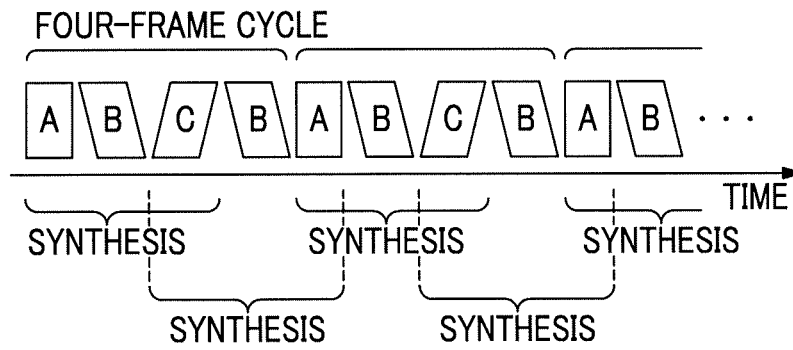 FOUR-FRAME CYCLE
A B C B A B C B A B ...
TIME
SYNTHESIS SYNTHESIS SYNTHESIS
SYNTHESIS SYNTHESIS